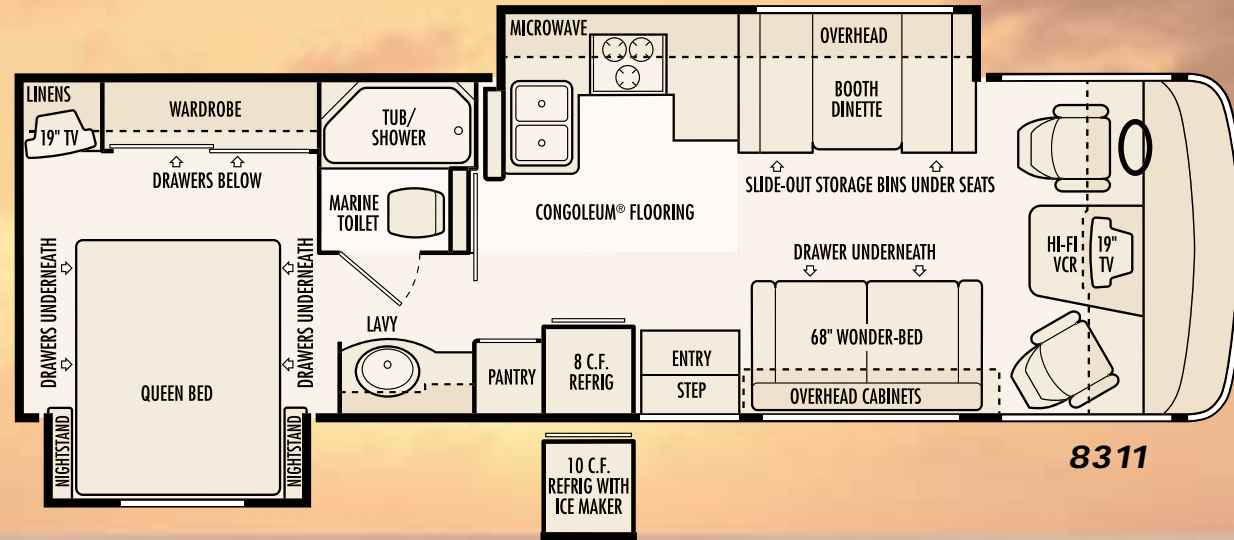 MICROWAVE
OVERHEAD
BOOTH
DINETTE
LINENS
19" TV
WARDROBE
TUB/
SHOWER
DRAWERS BELOW
SLIDE-OUT STORAGE BINS UNDER SEATS
MARINE
TOILET
CONGOLEUM® FLOORING
HI-FI
VCR
19"
TV
DRAWER UNDERNEATH
DRAWERS UNDERNEATH
DRAWERS UNDERNEATH
LAVY
68" WONDER-BED
QUEEN BED
PANTRY
8 C.F.
REFRIG
ENTRY
STEP
OVERHEAD CABINETS
NIGHTSTAND
NIGHTSTAND
10 C.F.
REFRIG WITH
ICE MAKER
8311